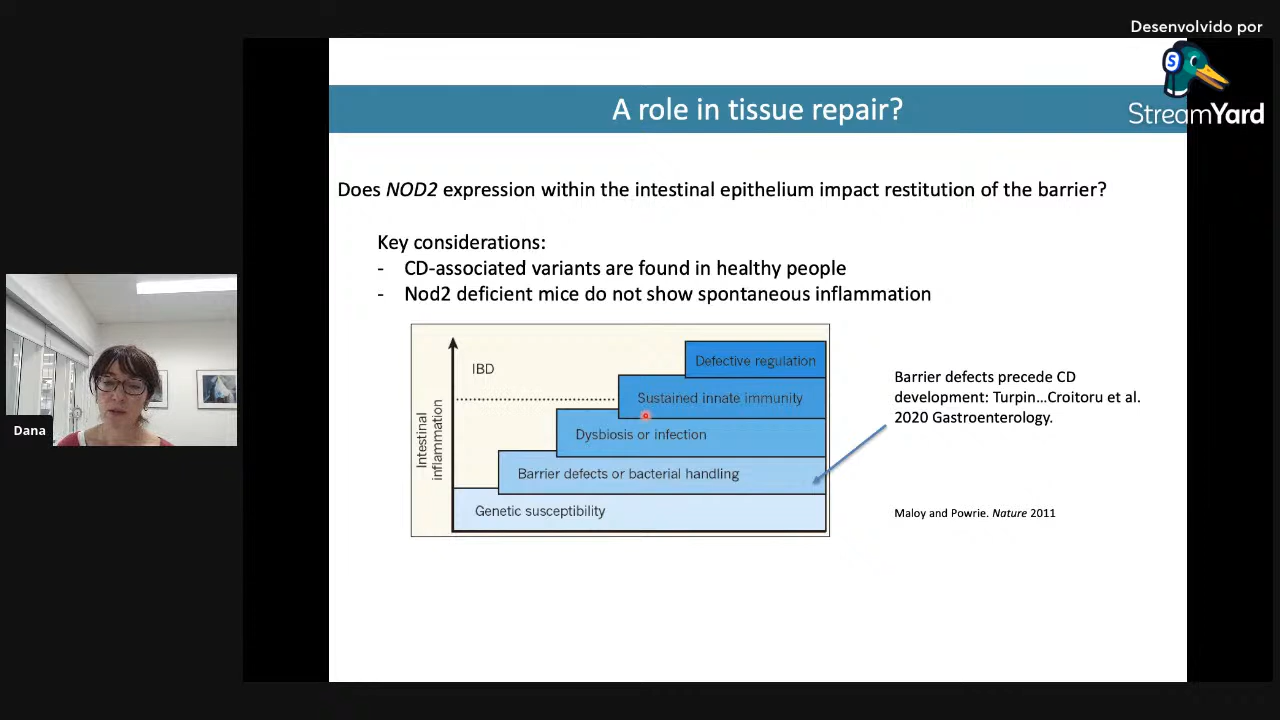 Desenvolvido por
StreamYard
A role in tissue repair?
Does NOD2 expression within the intestinal epithelium impact restitution of the barrier?
Key considerations:
- CD-associated variants are found in healthy people
- Nod2 deficient mice do not show spontaneous inflammation
IBD
Intestinal
inflammation
Defective regulation
Sustained innate immunity
Dysbiosis or infection
Barrier defects or bacterial handling
Genetic susceptibility
Barrier defects precede CD
development: Turpin...Croitoru et al.
2020 Gastroenterology.
Maloy and Powrie. Nature 2011
Dana